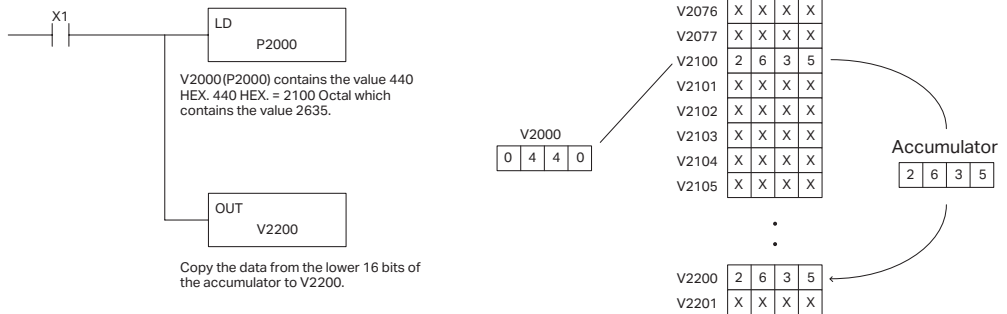 X1
LD
P2000
V2000(P2000) contains the value 440
HEX. 440 HEX. = 2100 Octal which
contains the value 2635.
OUT
V2200
Copy the data from the lower 16 bits of
the accumulator to V2200.
V2000
0 4 4 0
V2076 X X X X
V2077 X X X X
V2100 2 6 3 5
V2101 X X X X
V2102 X X X X
V2103 X X X X
V2104 X X X X
V2105 X X X X
V2200 2 6 3 5
V2201 X X X X
Accumulator
2 6 3 5